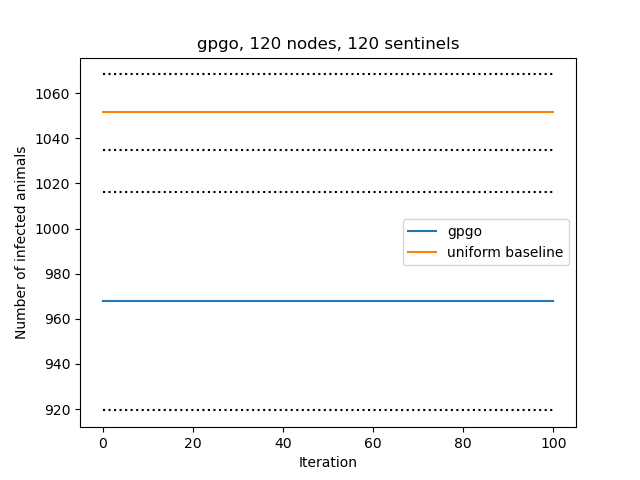 gpgo, 120 nodes, 120 sentinels
1060
1040
1020
1000
980
960
940
920
Number of infected animals
gpgo
uniform baseline
0 20 40 60 80 100
Iteration